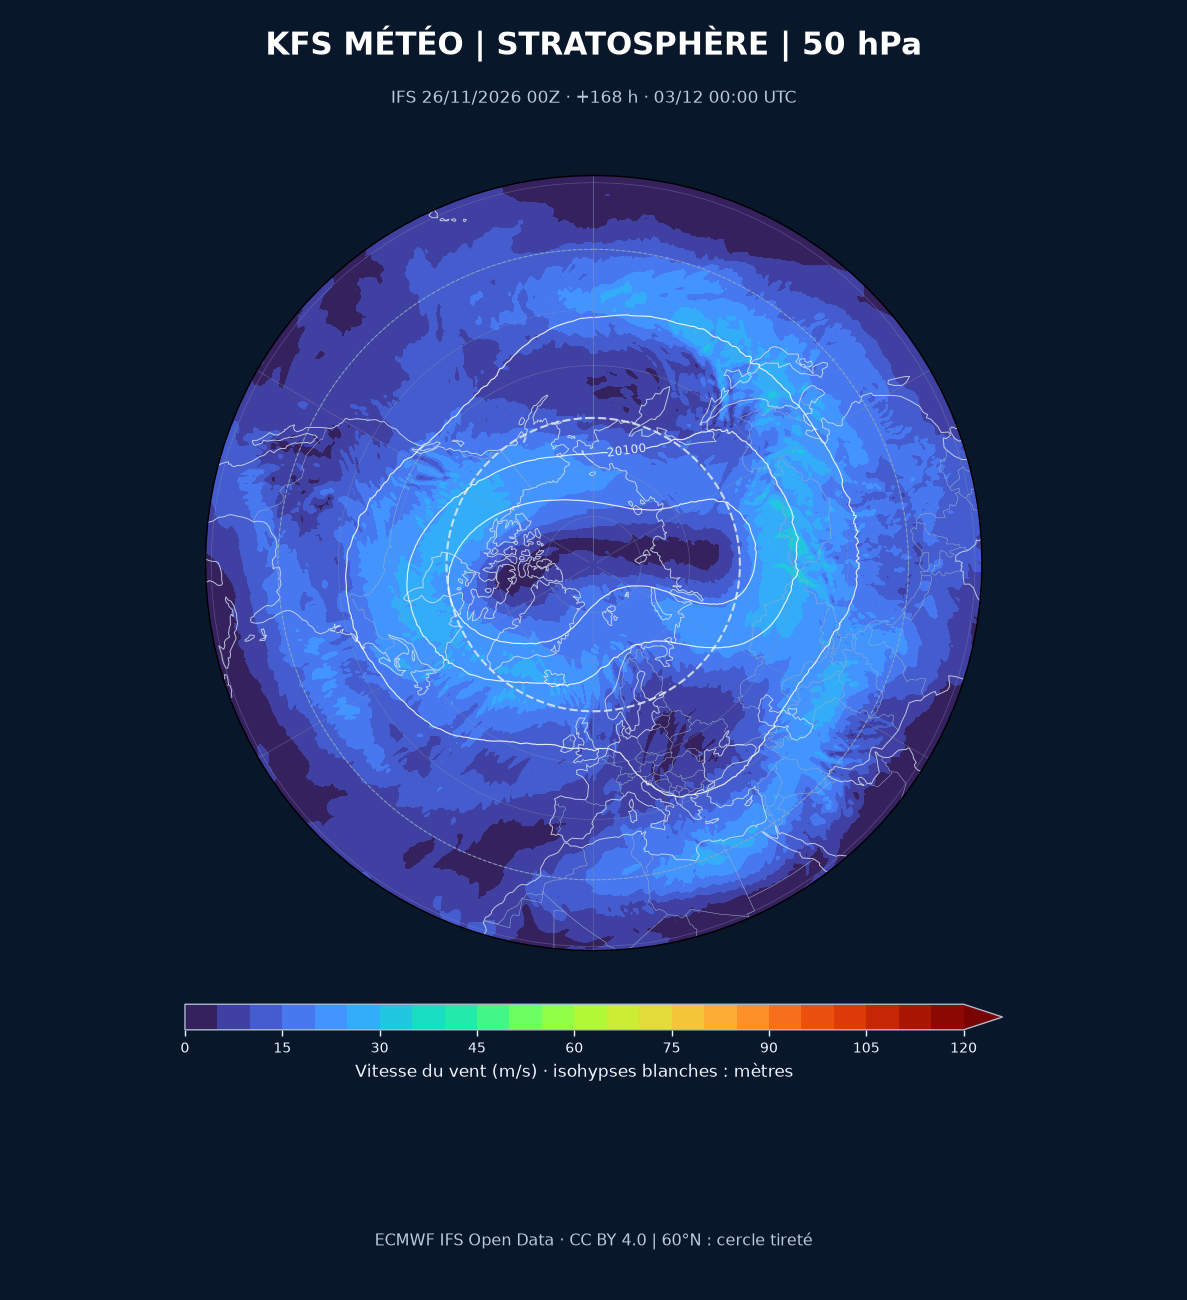 KFS MÉTÉO | STRATOSPHÈRE | 50 hPa
IFS 26/11/2026 00Z · +168 h · 03/12 00:00 UTC
20100
0 15 30 45 60 75 90 105 120
Vitesse du vent (m/s) · isohypses blanches : mètres
ECMWF IFS Open Data · CC BY 4.0 | 60°N : cercle tireté